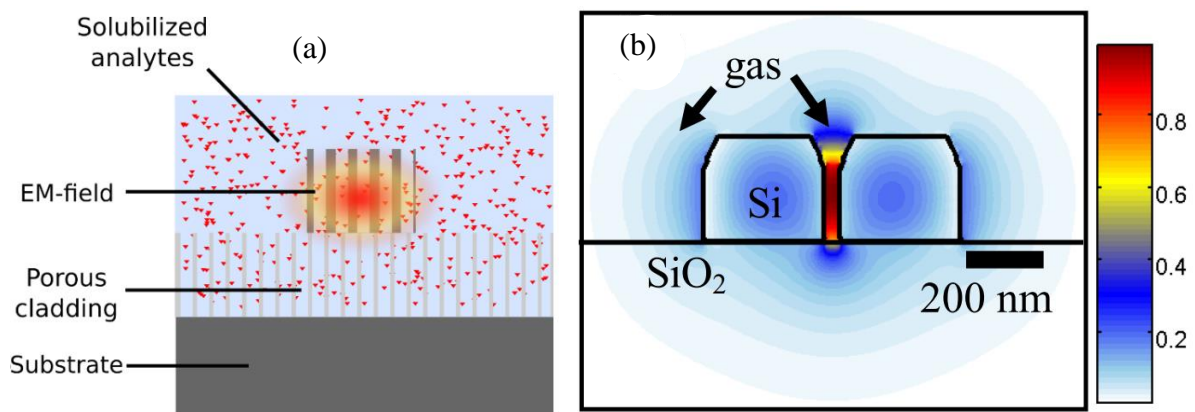 Solubilized
analytes
(a)
EM-field
Porous
cladding
Substrate
(b)
gas
Si
SiO₂
200 nm
0.8
0.6
0.4
0.2